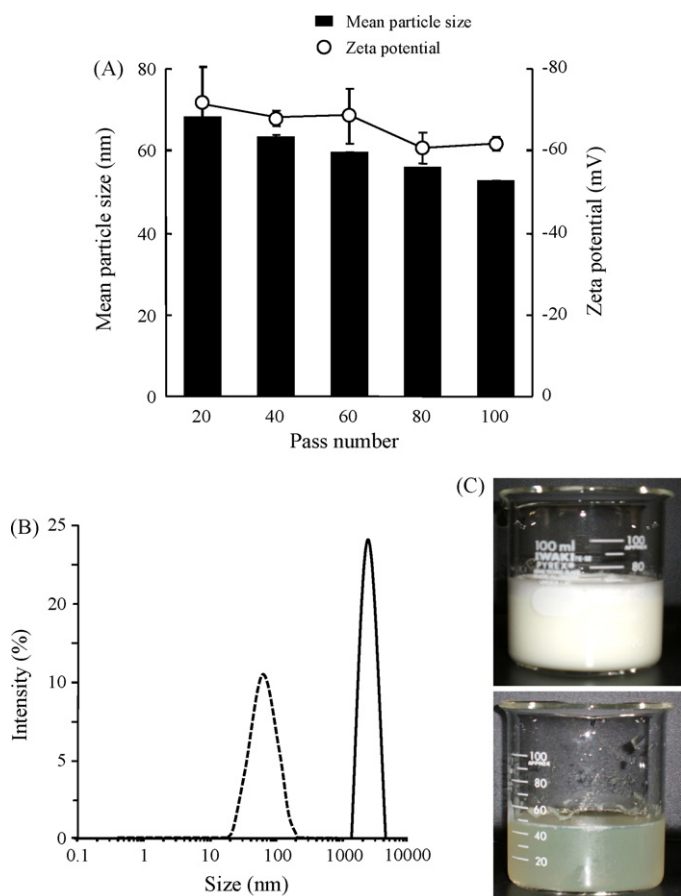 Mean particle size
Zeta potential
(A)
80
60
40
20
0
Mean particle size (nm)
-80
-60
-40
-20
0
Zeta potential (mV)
20 40 60 80 100
Pass number
(B)
25
20
10
5
0
Intensity (%)
0.1 1 10 100 1000 10000
Size (nm)
(C)
100 ml
IWAKI
PYREX®
100
APPROX
80
100
APPROX
80
60
40
20